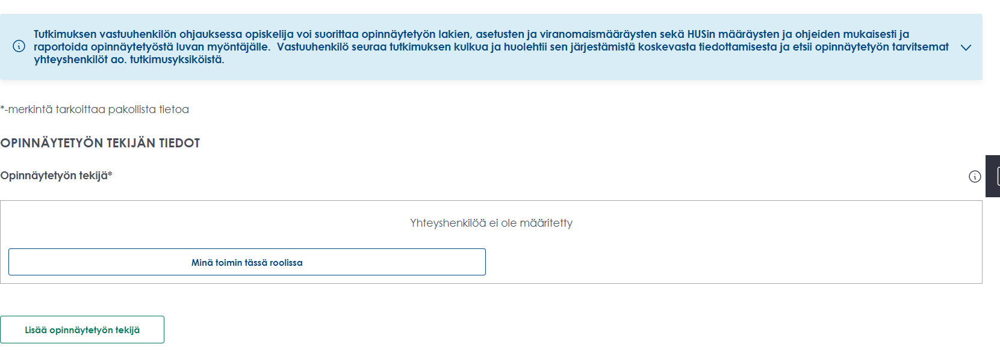 Tutkimuksen vastuuhenkilön ohjauksessa opiskelija voi suorittaa opinnäytetyön lakien, asetusten ja viranomaismääräysten sekä HUSin määräysten ja ohjeiden mukaisesti ja
raportoida opinnäytetyöstä luvan myöntäjälle.  Vastuuhenkilö seuraa tutkimuksen kulkua ja huolehtii sen järjestämistä koskevasta tiedottamisesta ja etsii opinnäytetyön tarvitsemat
yhteyshenkilöt ao. tutkimusyksiköistä.
*-merkintä tarkoittaa pakollista tietoa
OPINNÄYTETYÖN TEKIJÄN TIEDOT
Opinnäytetyön tekijä*
Yhteyshenkilöä ei ole määritetty
Minä toimin tässä roolissa
Lisää opinnäytetyön tekijä